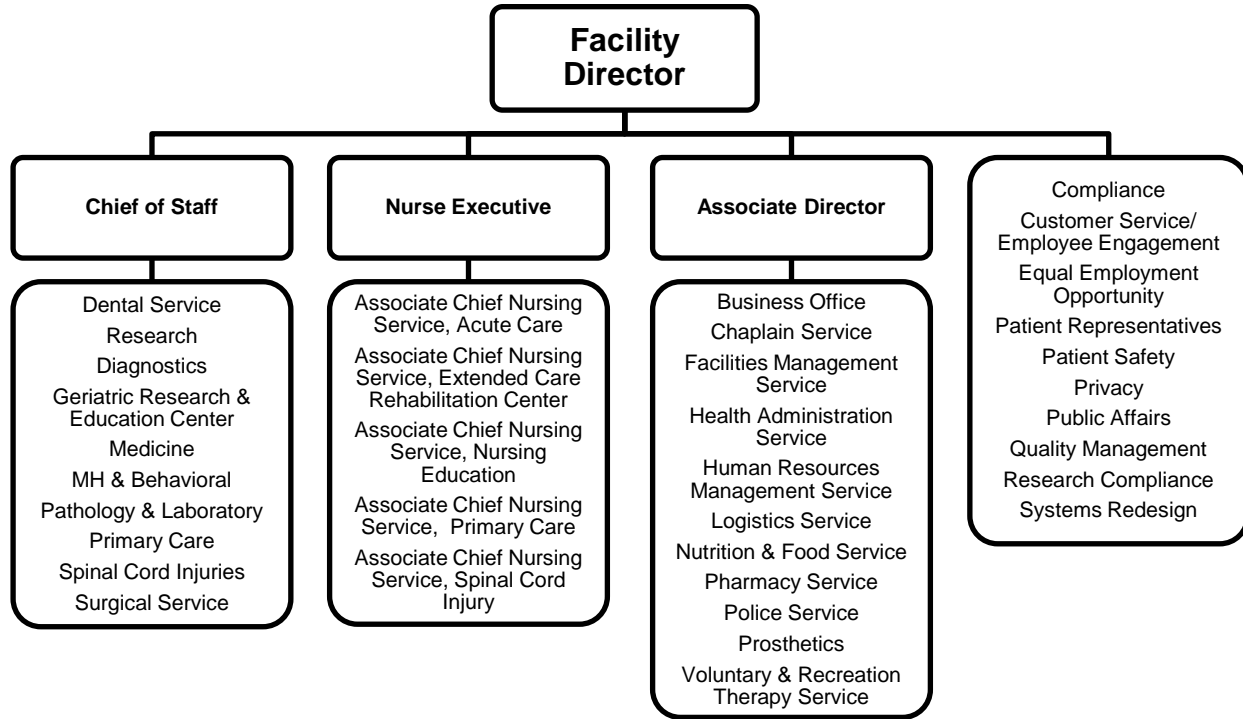 Facility
Director
Chief of Staff
Nurse Executive
Associate Director
Dental Service
Research
Diagnostics
Geriatric Research &
Education Center
Medicine
MH & Behavioral
Pathology & Laboratory
Primary Care
Spinal Cord Injuries
Surgical Service
Associate Chief Nursing
Service, Acute Care
Associate Chief Nursing
Service, Extended Care
Rehabilitation Center
Associate Chief Nursing
Service, Nursing
Education
Associate Chief Nursing
Service,  Primary Care
Associate Chief Nursing
Service, Spinal Cord
Injury
Business Office
Chaplain Service
Facilities Management
Service
Health Administration
Service
Human Resources
Management Service
Logistics Service
Nutrition & Food Service
Pharmacy Service
Police Service
Prosthetics
Voluntary & Recreation
Therapy Service
Compliance
Customer Service/
Employee Engagement
Equal Employment
Opportunity
Patient Representatives
Patient Safety
Privacy
Public Affairs
Quality Management
Research Compliance
Systems Redesign